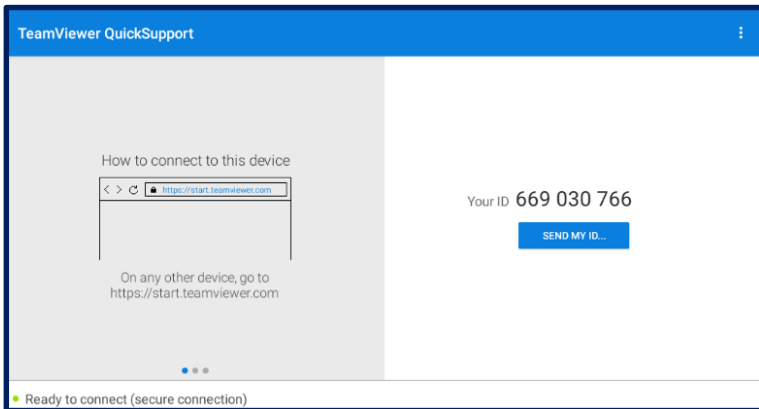 TeamViewer QuickSupport
How to connect to this device
https://start.teamviewer.com
On any other device, go to
https://start.teamviewer.com
Your ID 669 030 766
SEND MY ID...
Ready to connect (secure connection)